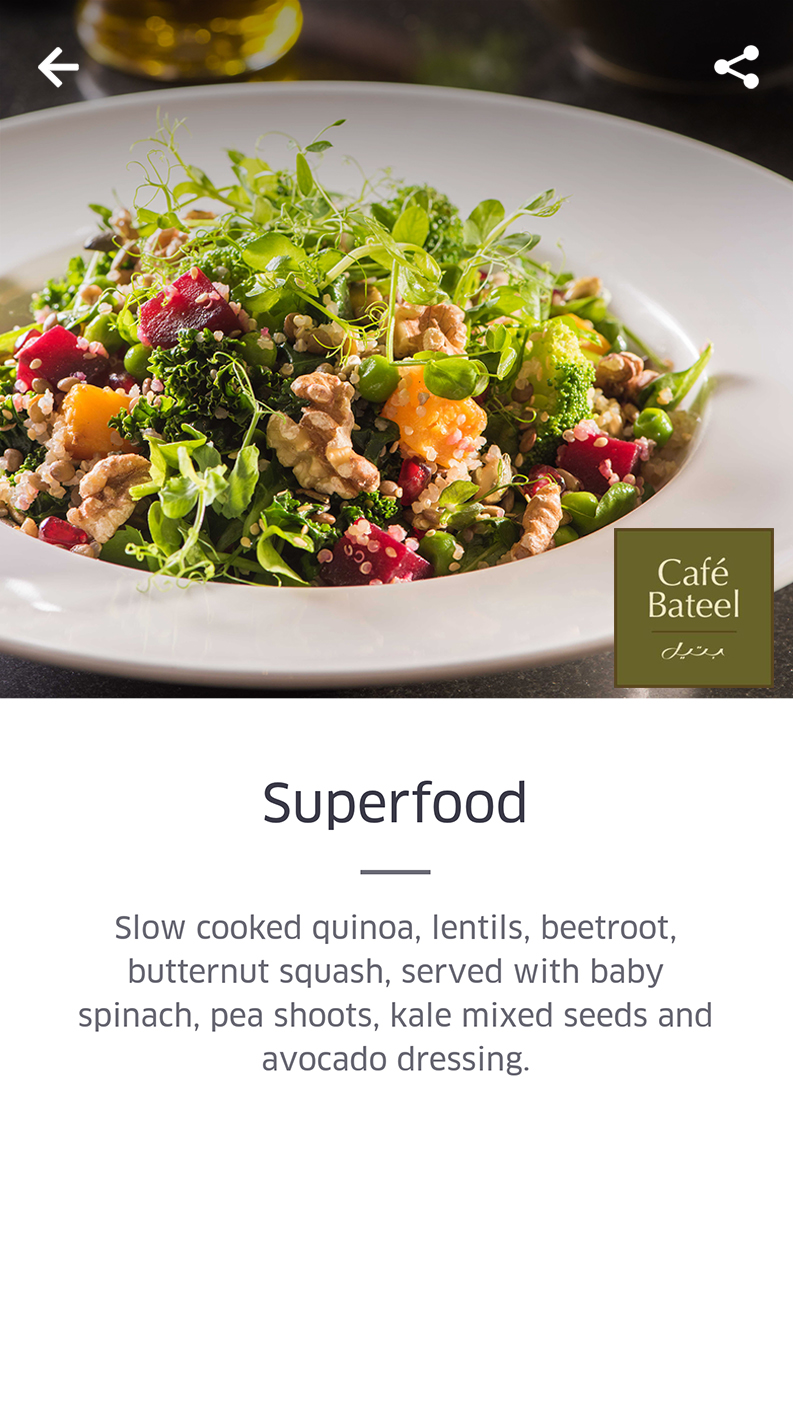 Café
Bateel
بتيل
Superfood
Slow cooked quinoa, lentils, beetroot,
butternut squash, served with baby
spinach, pea shoots, kale mixed seeds and
avocado dressing.